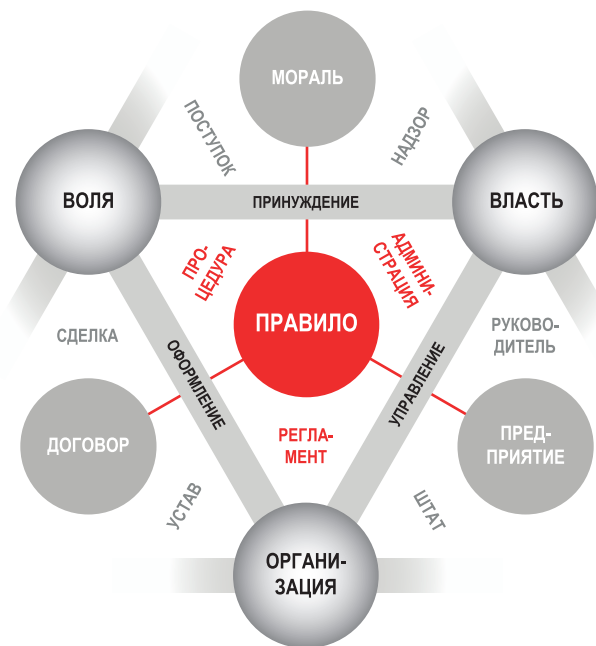 МОРАЛЬ
ПОСТУПОК
НАДЗОР
ВОЛЯ
ПРИНУЖДЕНИЕ
ВЛАСТЬ
ПРО-
ЦЕДУРА
АДМИНИ-
СТРАЦИЯ
ПРАВИЛО
СДЕЛКА
РУКОВО-
ДИТЕЛЬ
ОФОРМЛЕНИЕ
УПРАВЛЕНИЕ
ДОГОВОР
РЕГЛА-
МЕНТ
ПРЕД-
ПРИЯТИЕ
УСТАВ
ШТАТ
ОРГАНИ-
ЗАЦИЯ